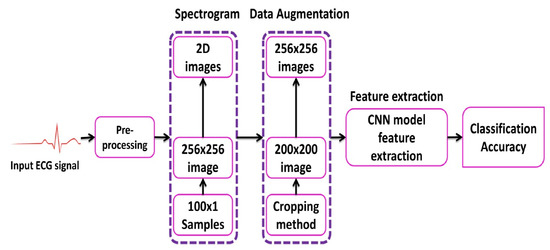 Spectrogram
Data Augmentation
2D
images
256x256
images
Feature extraction
Input ECG signal
Pre-
processing
256x256
image
200x200
image
CNN model
feature
extraction
Classification
Accuracy
100x1
Samples
Cropping
method